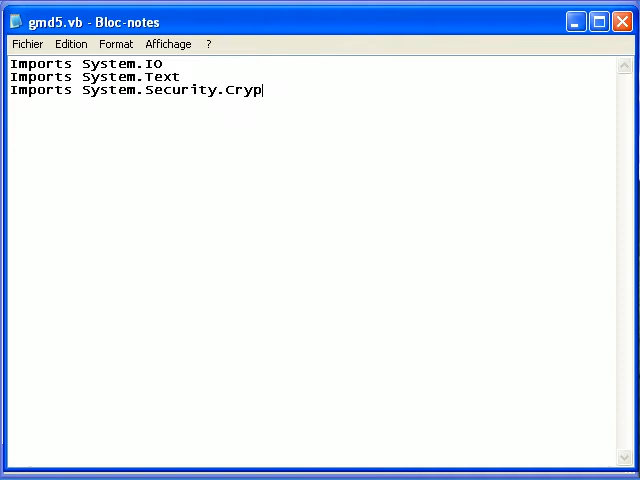 gmd5.vb - Bloc-notes
Fichier Edition Format Affichage ?
Imports System.IO
Imports System.Text
Imports System.Security.Cryp